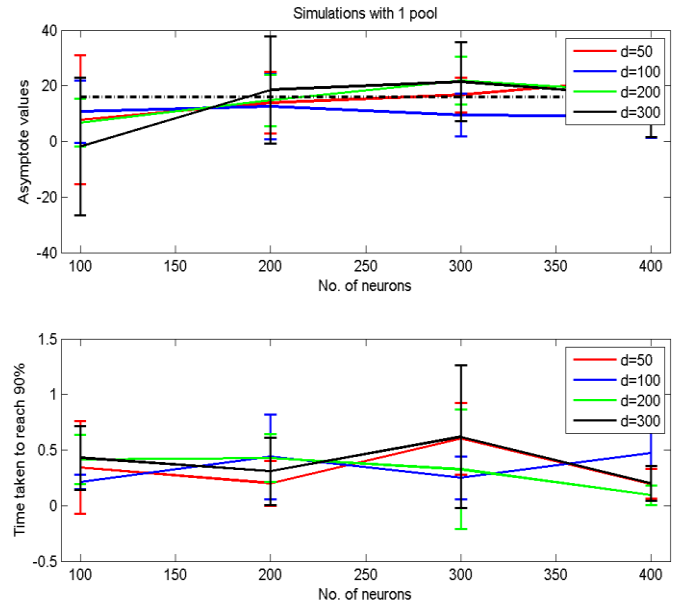 Simulations with 1 pool
Asymptote values
40
20
0
-20
-40
100
150
200
250
300
350
400
No. of neurons
d=50
d=100
d=200
d=300
Time taken to reach 90%
1.5
1
0.5
0
-0.5
100
150
200
250
300
350
400
No. of neurons
d=50
d=100
d=200
d=300